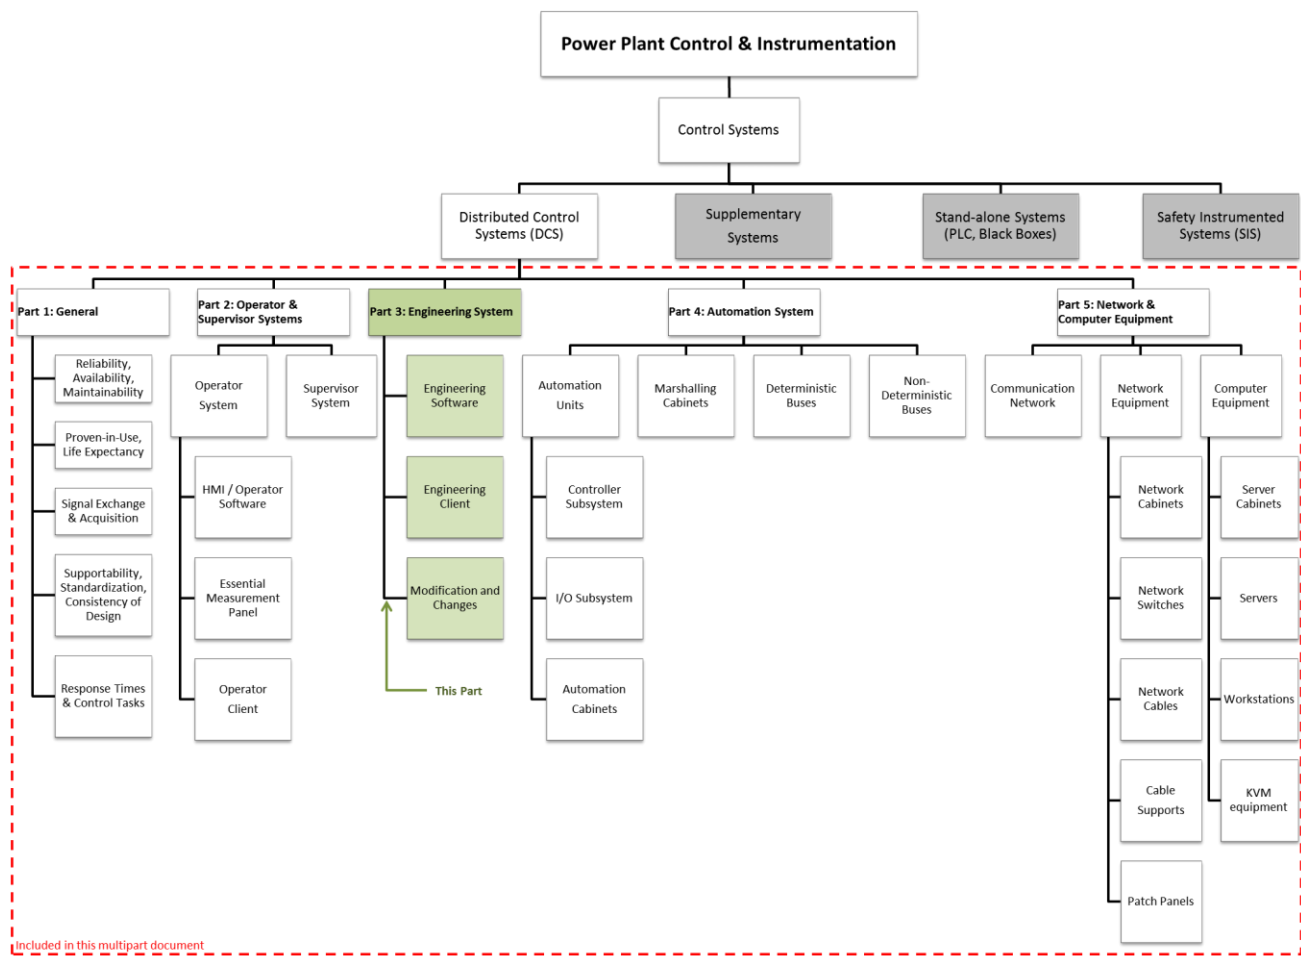 Power Plant Control & Instrumentation
Control Systems
Distributed Control
Systems (DCS)
Supplementary
Systems
Stand-alone Systems
(PLC, Black Boxes)
Safety Instrumented
Systems (SIS)
Part 1: General
Reliability,
Availability,
Maintainability
Proven-in-Use,
Life Expectancy
Signal Exchange
& Acquisition
Supportability,
Standardization,
Consistency of
Design
Response Times
& Control Tasks
Part 2: Operator &
Supervisor Systems
Operator
System
HMI / Operator
Software
Essential
Measurement
Panel
Operator
Client
Supervisor
System
Part 3: Engineering System
Engineering
Software
Engineering
Client
Modification and
Changes
This Part
Part 4: Automation System
Automation
Units
Controller
Subsystem
I/O Subsystem
Automation
Cabinets
Marshalling
Cabinets
Deterministic
Buses
Non-
Deterministic
Buses
Part 5: Network &
Computer Equipment
Communication
Network
Network
Equipment
Network
Cabinets
Network
Switches
Network
Cables
Cable
Supports
Patch Panels
Computer
Equipment
Server
Cabinets
Servers
Workstations
KVM
equipment
Included in this multipart document